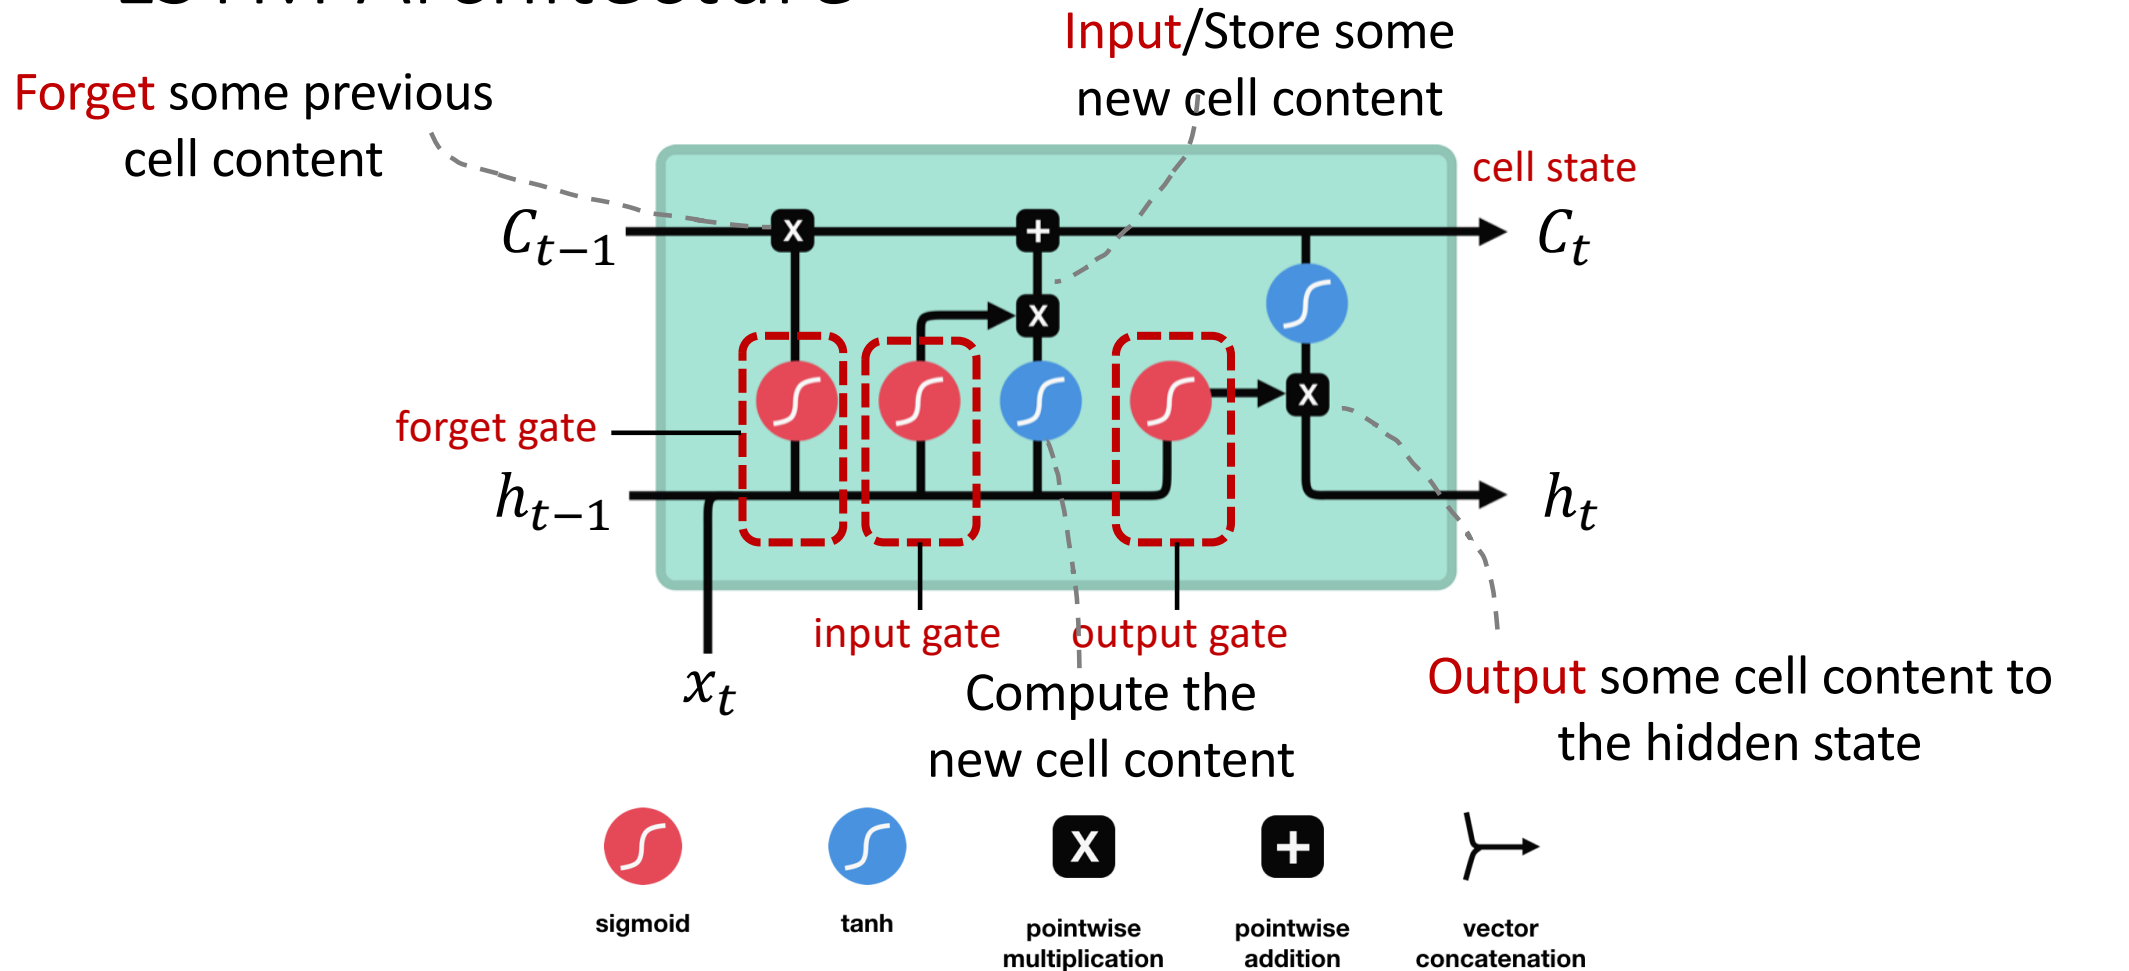 LSTM Architecture
Input/Store some
new cell content
Forget some previous
cell content
cell state
C_{t-1}
x
+
C_t
x
x
forget gate
h_{t-1}
h_t
input gate
output gate
x_t
Compute the
new cell content
Output some cell content to
the hidden state
X
+
sigmoid
tanh
pointwise
multiplication
pointwise
addition
vector
concatenation